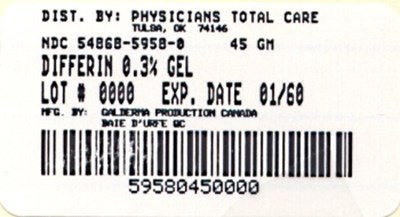 DIST. BY: PHYSICIANS TOTAL CARE
TULSA, OK 74146
NDC 54868-5958-0 45 GM
DIFFERIN 0.3% GEL
LOT # 0000 EXP. DATE 01/60
MFG. BY: GALDERMA PRODUCTION CANADA
BAIE D'URFE QC
59580450000